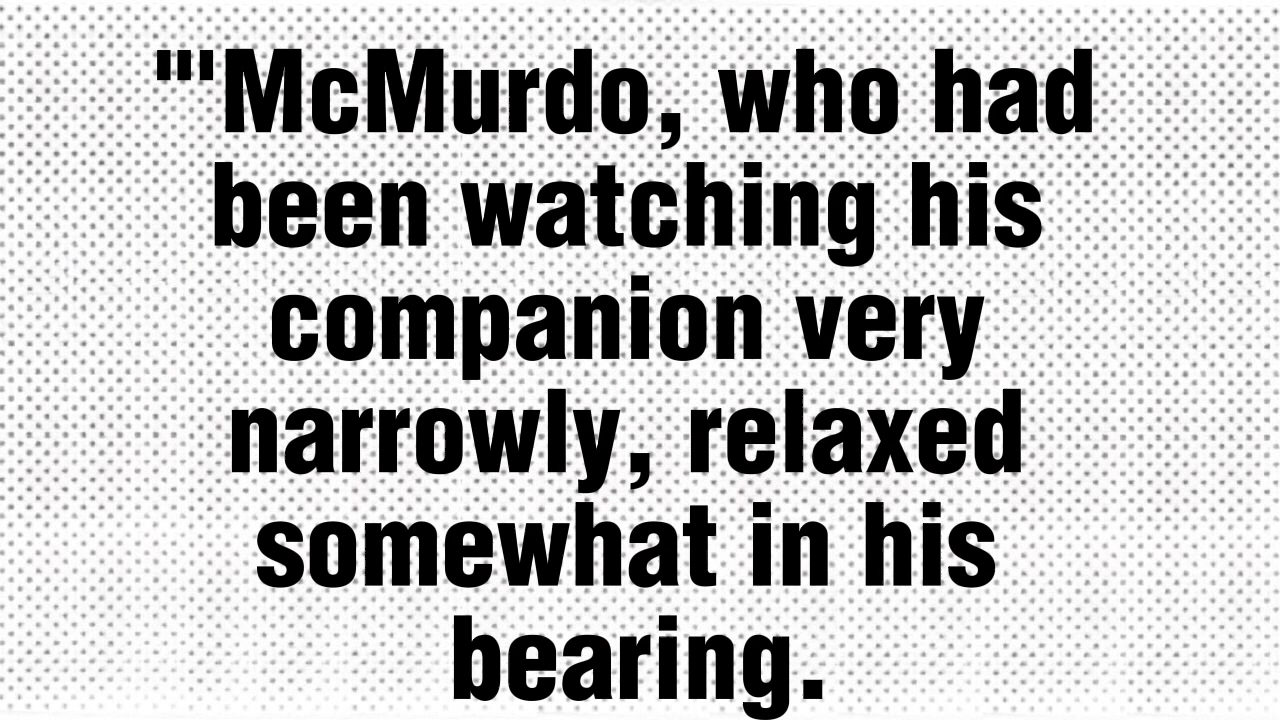 "'McMurdo, who had
been watching his
companion very
narrowly, relaxed
somewhat in his
bearing.